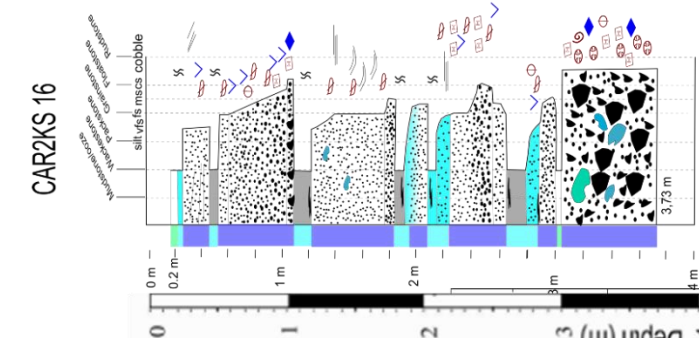 CAR2KS 16
Rudstone
Floatstone
Grainstone
Packstone
Wackestone
Mudstone/ooze
silt vfs fs mscs cobble
3,73 m
0 m
0.2 m
1 m
2 m
3 m
4 m
0
1
2
3
Depth (m)